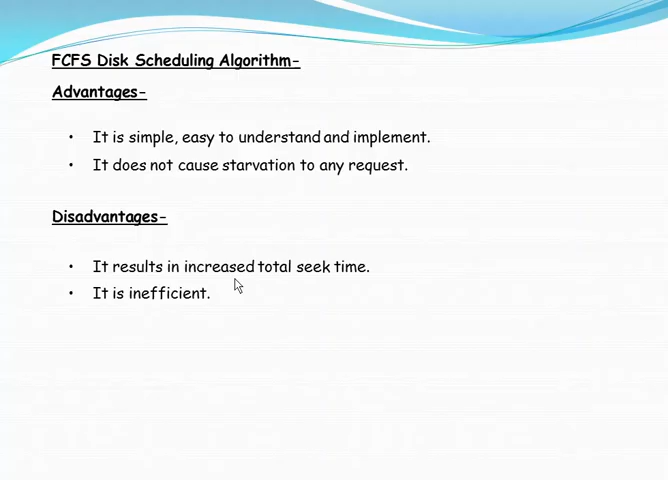 FCFS Disk Scheduling Algorithm-
Advantages-
• It is simple, easy to understand and implement.
• It does not cause starvation to any request.
Disadvantages-
• It results in increased total seek time.
• It is inefficient.